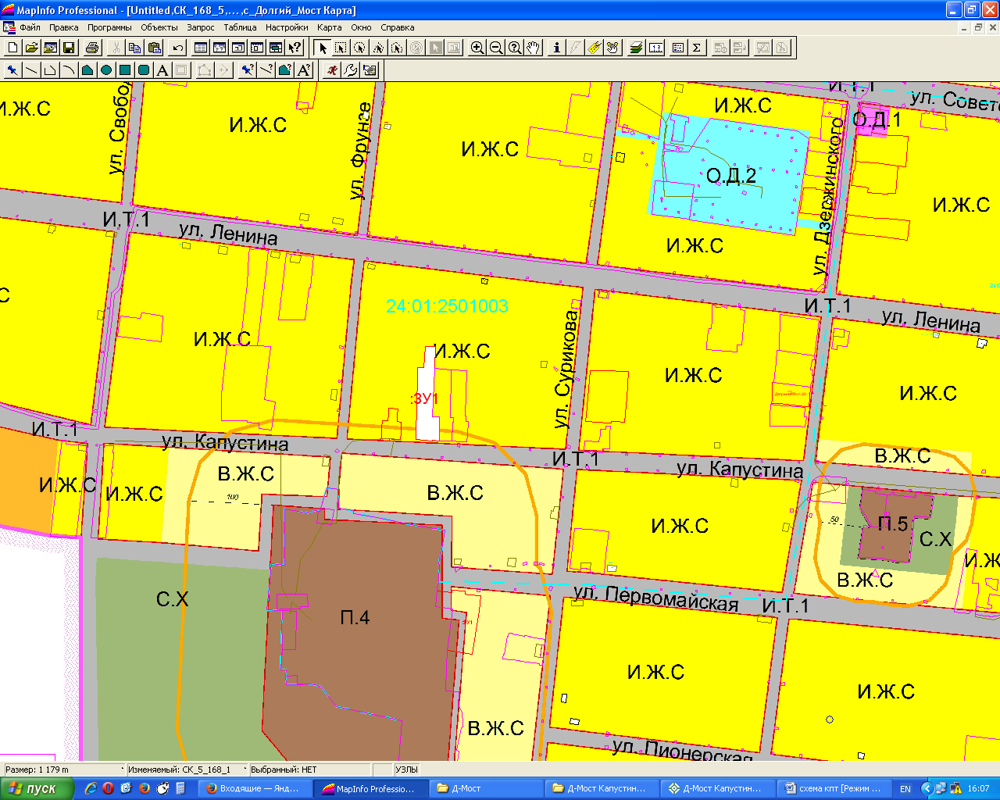 MapInfo Professional - [Untitled,СК_168_5,...,с_Долгий_Мост Карта]
Файл Правка Программы Объекты Запрос Таблица Настройки Карта Окно Справка
И.Т.1
ул. Советс
И.Ж.С
И.Ж.С
О.Д.1
И.Ж.С
И.Ж.С
ул. Свобо
ул. Фрунзе
О.Д.2
ул. Дзержинского
И.Ж.С
И.Т.1
ул. Ленина
И.Ж.С
24:01:2501003
И.Т.1
ул. Ленина
С
И.Ж.С
И.Ж.С
ул. Сурикова
И.Ж.С
И.Ж.С
:ЗУ1
И.Т.1
ул. Капустина
И.Т.1
ул. Капустина
В.Ж.С
В.Ж.С
И.Ж.С
И.Ж.С
В.Ж.С
100
50
И.Ж.С
П.5
С.Х
И.Ж.С
В.Ж.С
С.Х
ул. Первомайская
И.Т.1
П.4
:ЗУ1
И.Ж.С
И.Ж.С
В.Ж.С
ул. Пионерская
Размер: 1 179 m Изменяемый: СК_5_168_1 Выбранный: НЕТ УЗЛЫ
пуск Входящие — Янд... MapInfo Professio... Д-Мост Д-Мост Капустин... Д-Мост Капустин... схема кпт [Режим ... EN 16:07